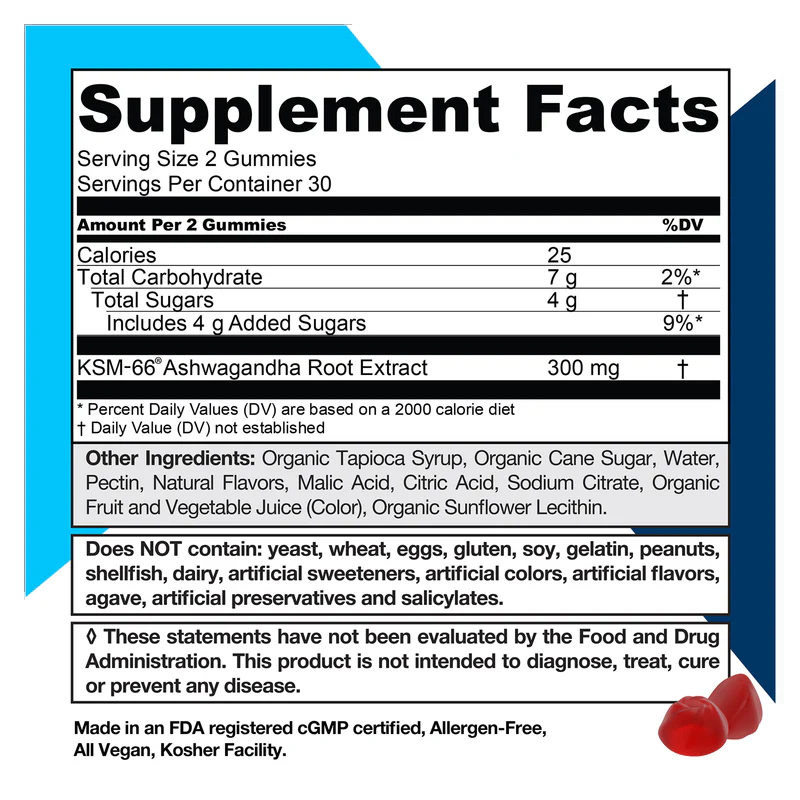 Supplement Facts
Serving Size 2 Gummies
Servings Per Container 30
Amount Per 2 Gummies %DV
Calories 25
Total Carbohydrate 7 g 2%*
Total Sugars 4 g †
Includes 4 g Added Sugars 9%*
KSM-66® Ashwagandha Root Extract 300 mg †
* Percent Daily Values (DV) are based on a 2000 calorie diet
† Daily Value (DV) not established
Other Ingredients: Organic Tapioca Syrup, Organic Cane Sugar, Water,
Pectin, Natural Flavors, Malic Acid, Citric Acid, Sodium Citrate, Organic
Fruit and Vegetable Juice (Color), Organic Sunflower Lecithin.
Does NOT contain: yeast, wheat, eggs, gluten, soy, gelatin, peanuts,
shellfish, dairy, artificial sweeteners, artificial colors, artificial flavors,
agave, artificial preservatives and salicylates.
◊ These statements have not been evaluated by the Food and Drug
Administration. This product is not intended to diagnose, treat, cure
or prevent any disease.
Made in an FDA registered cGMP certified, Allergen-Free,
All Vegan, Kosher Facility.